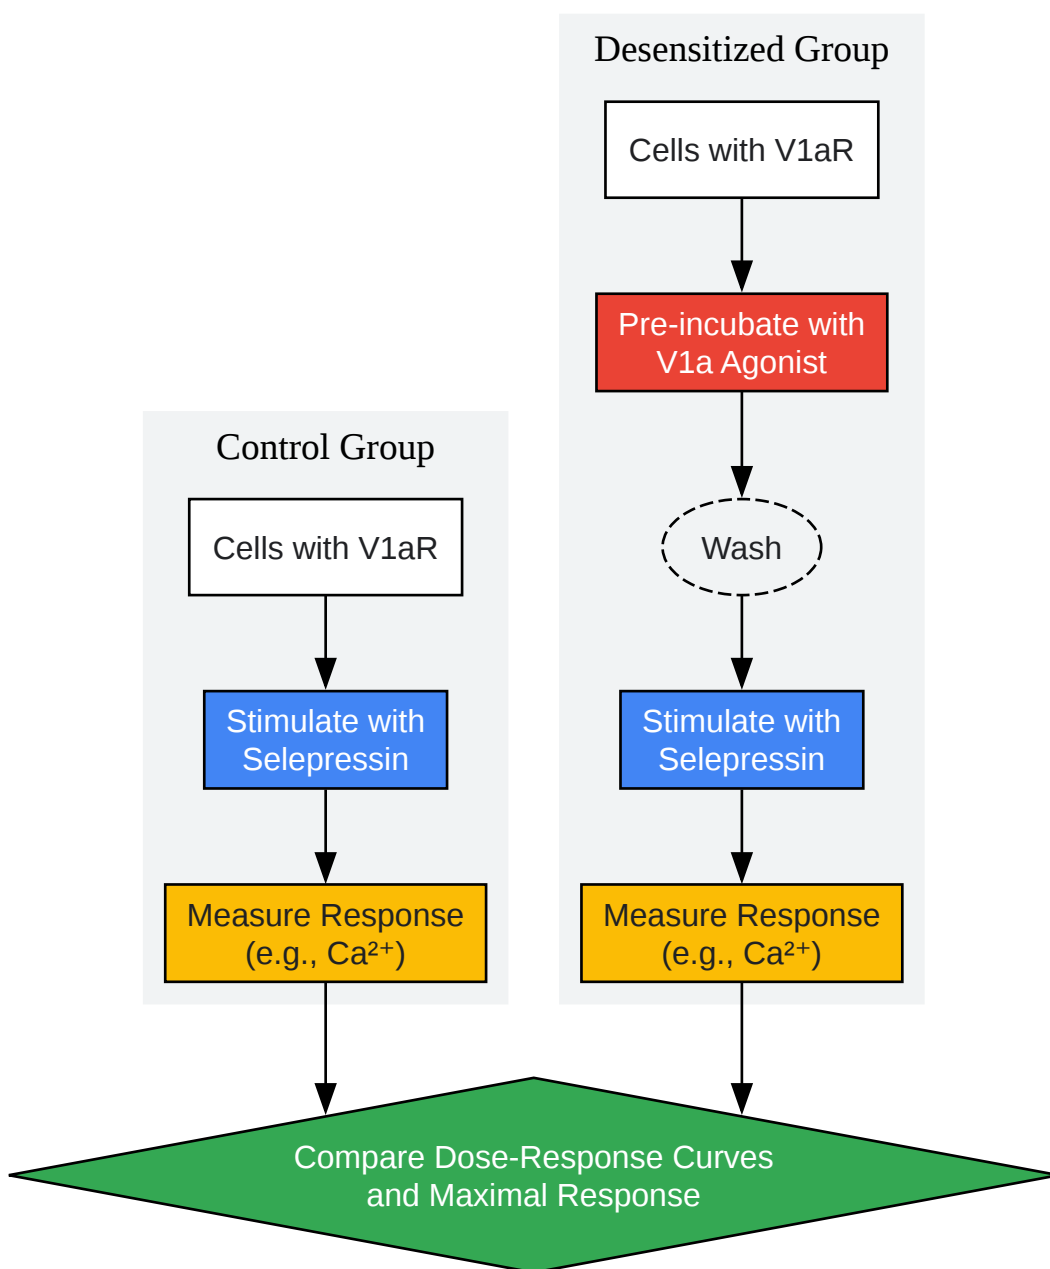 Desensitized Group
Cells with V1aR
Pre-incubate with
V1a Agonist
Wash
Stimulate with
Selepressin
Measure Response
(e.g., Ca²⁺)
Control Group
Cells with V1aR
Stimulate with
Selepressin
Measure Response
(e.g., Ca²⁺)
Compare Dose-Response Curves
and Maximal Response